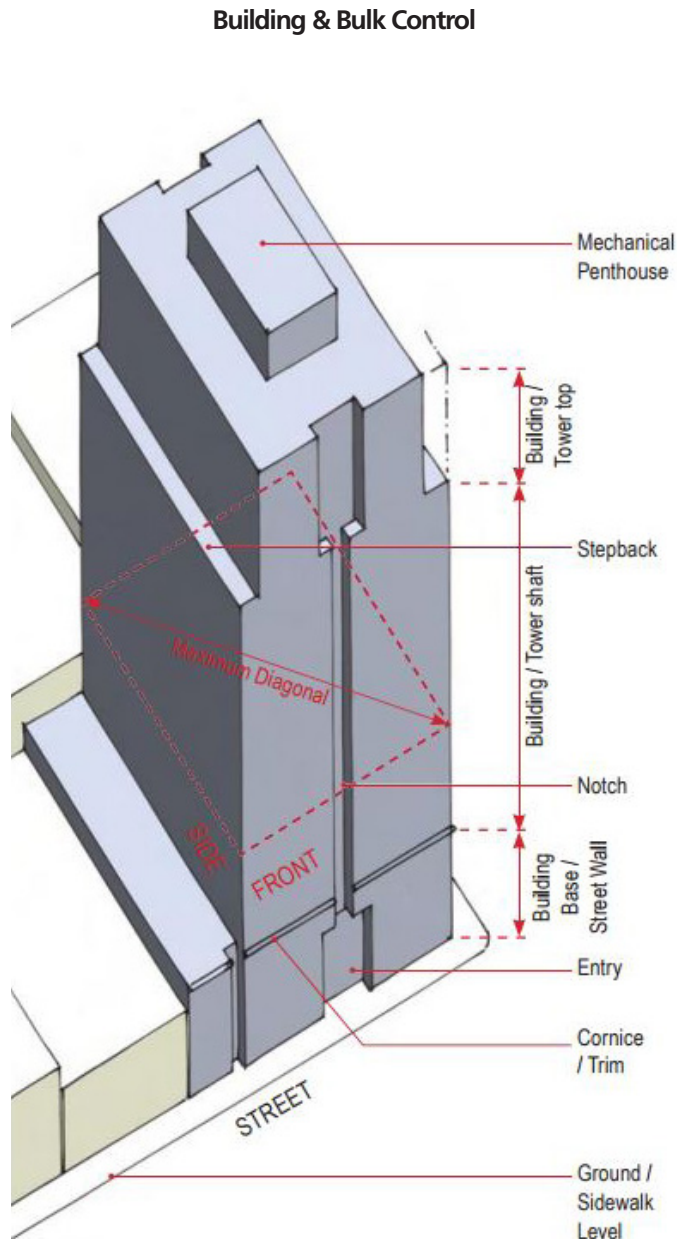 Building & Bulk Control
Mechanical
Penthouse
Building /
Tower top
Stepback
Maximum Diagonal
Building / Tower shaft
Notch
SIDE
FRONT
Building
Base /
Street Wall
Entry
Cornice
/ Trim
STREET
Ground /
Sidewalk
Level